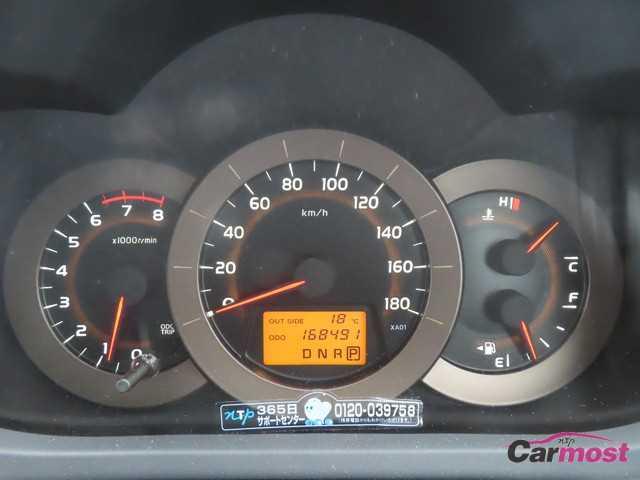 0 1 2 3 4 5 6 7 8
x1000r/min
ODO
TRIP
0 20 40 60 80 100 120 140 160 180
km/h
XA01
OUT SIDE 18 °C
ODO 168491
D N R P
H
C
F
E
nTP 365日
サポートセンター
0120-039758
nTP
Carmost